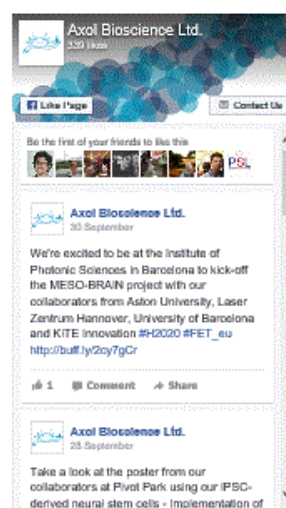 Axol Bioscience Ltd.
329 likes
Like Page
Contact Us
Be the first of your friends to like this
PSL
Axol Bioscience Ltd.
30 September
We're excited to be at the Institute of
Photonic Sciences in Barcelona to kick-off
the MESO-BRAIN project with our
collaborators from Aston University, Laser
Zentrum Hannover, University of Barcelona
and KITE Innovation #H2020 #FET_eu
http://buff.ly/2cy7gCr
1 Comment Share
Axol Bioscience Ltd.
28 September
Take a look at the poster from our
collaborators at Pivot Park using our iPSC-
derived neural stem cells - Implementation of